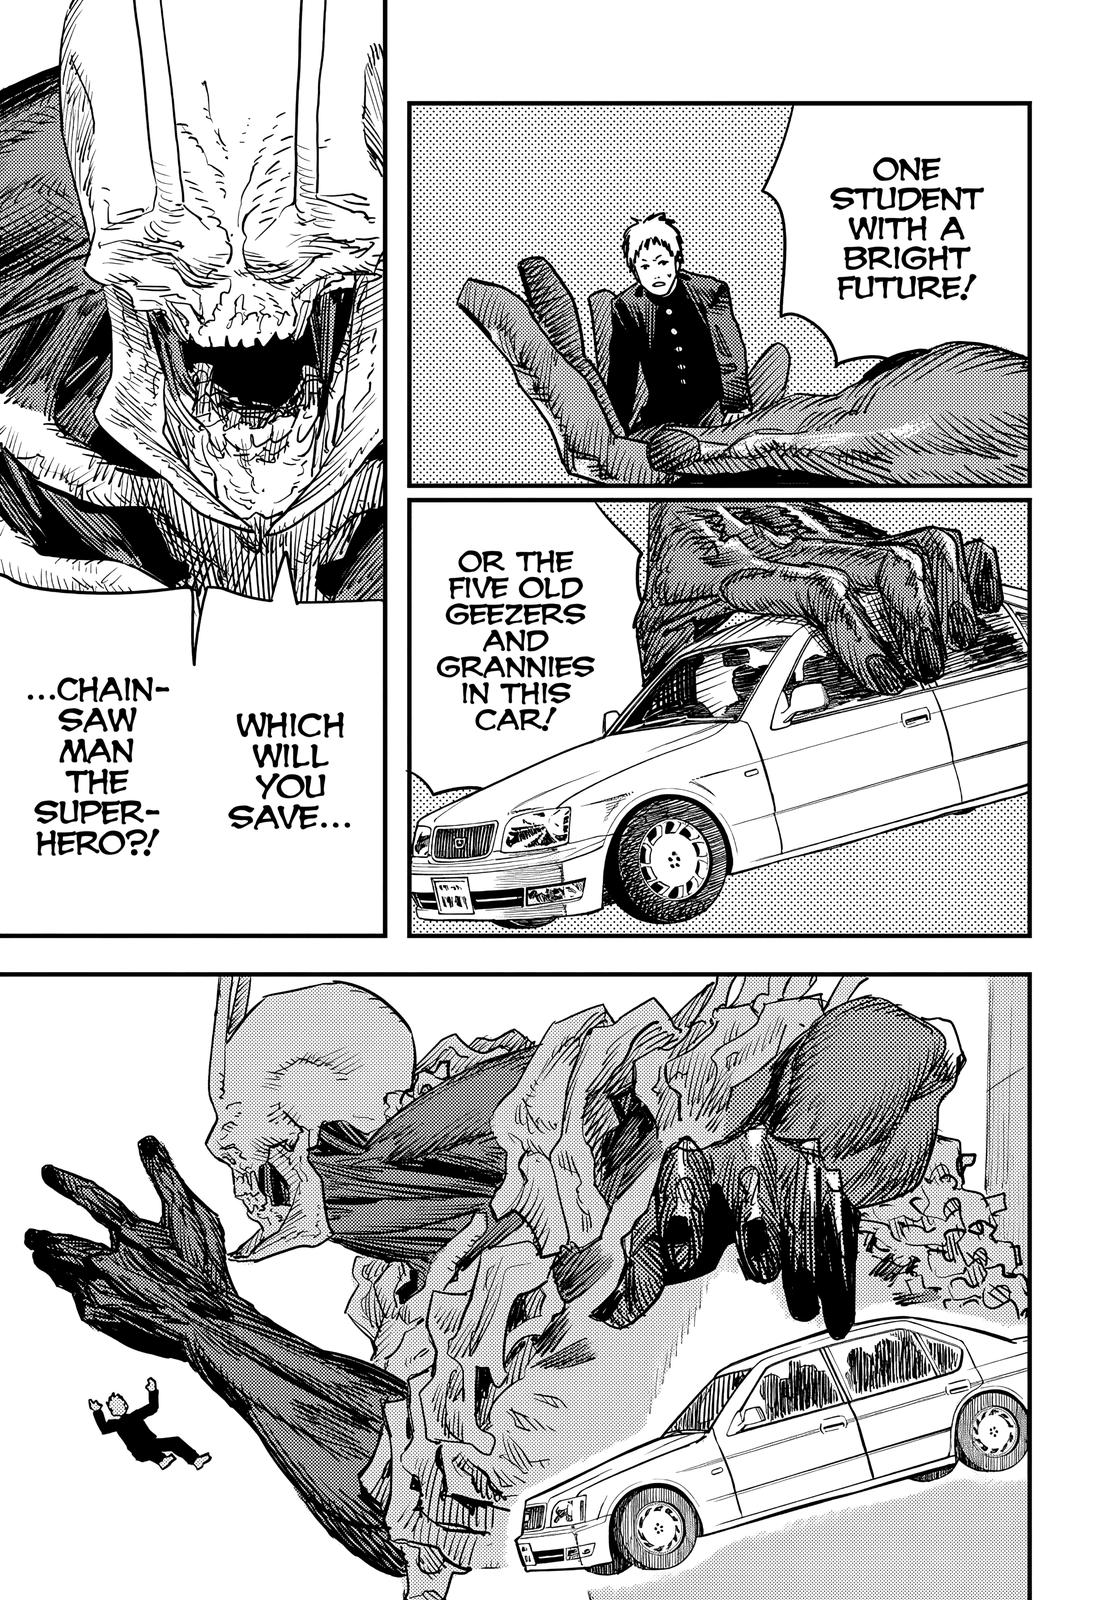 ONE
STUDENT
WITH A
BRIGHT
FUTURE!
OR THE
FIVE OLD
GEEZERS
AND
GRANNIES
IN THIS
CAR!
WHICH
WILL
YOU
SAVE...
...CHAIN-
SAW
MAN
THE
SUPER-
HERO?!